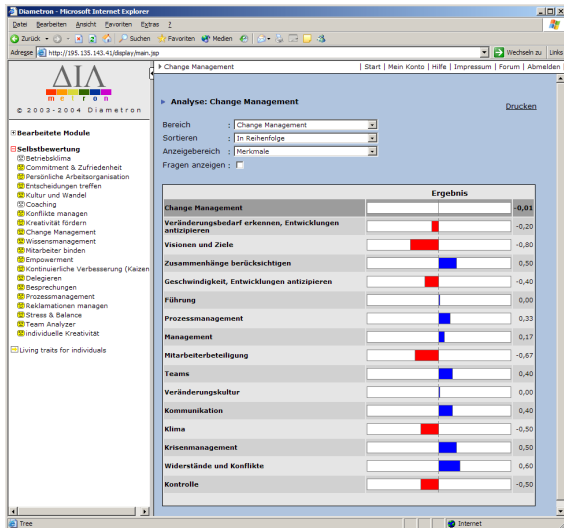 Diametron - Microsoft Internet Explorer
Datei Bearbeiten Ansicht Favoriten Extras ?
Zurück Suchen Favoriten Medien
Adresse http://195.135.143.41/display/main.jsp Wechseln zu Links
DIA
metron
© 2003-2004 Diametron
Bearbeitete Module
Selbstbewertung
Betriebsklima
Commitment & Zufriedenheit
Persönliche Arbeitsorganisation
Entscheidungen treffen
Kultur und Wandel
Coaching
Konflikte managen
Kreativität fördern
Change Management
Wissensmanagement
Mitarbeiter binden
Empowerment
Kontinuierliche Verbesserung (Kaizen
Delegieren
Besprechungen
Prozessmanagement
Reklamationen managen
Stress & Balance
Team Analyzer
individuelle Kreativität
Living traits for individuals
Change Management | Start | Mein Konto | Hilfe | Impressum | Forum | Abmelden |
Analyse: Change Management
Drucken
Bereich : Change Management
Sortieren : In Reihenfolge
Anzeigebereich : Merkmale
Fragen anzeigen :
Ergebnis
Change Management -0,01
Veränderungsbedarf erkennen, Entwicklungen
antizipieren -0,20
Visionen und Ziele -0,80
Zusammenhänge berücksichtigen 0,50
Geschwindigkeit, Entwicklungen antizipieren -0,40
Führung 0,00
Prozessmanagement 0,33
Management 0,17
Mitarbeiterbeteiligung -0,67
Teams 0,40
Veränderungskultur 0,00
Kommunikation 0,40
Klima -0,50
Krisenmanagement 0,50
Widerstände und Konflikte 0,60
Kontrolle -0,50
Tree Internet